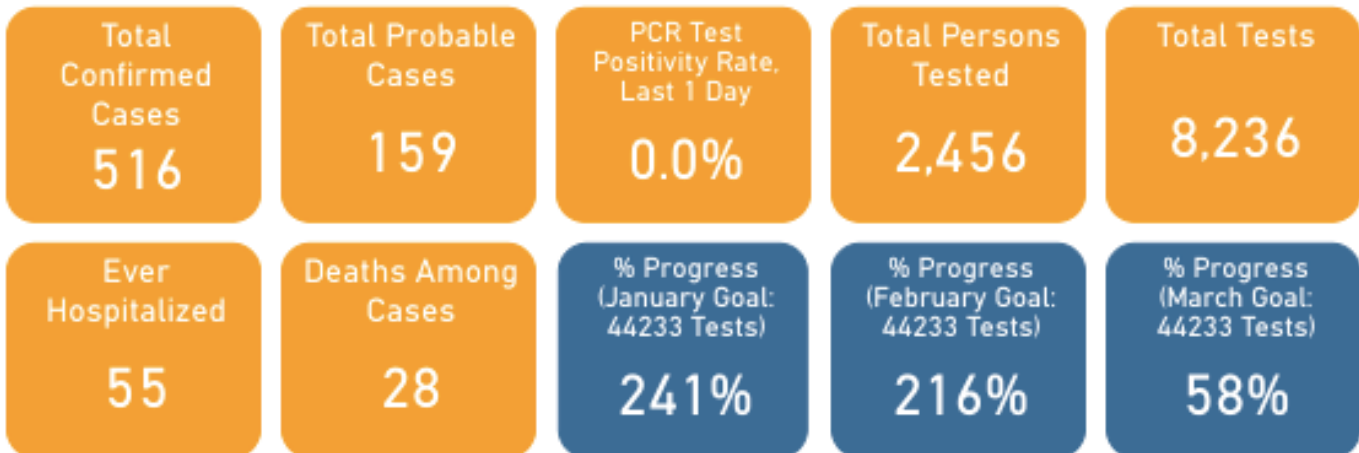 Total
Confirmed
Cases
516
Total Probable
Cases
159
PCR Test
Positivity Rate,
Last 1 Day
0.0%
Total Persons
Tested
2,456
Total Tests
8,236
Ever
Hospitalized
55
Deaths Among
Cases
28
% Progress
(January Goal:
44233 Tests)
241%
% Progress
(February Goal:
44233 Tests)
216%
% Progress
(March Goal:
44233 Tests)
58%